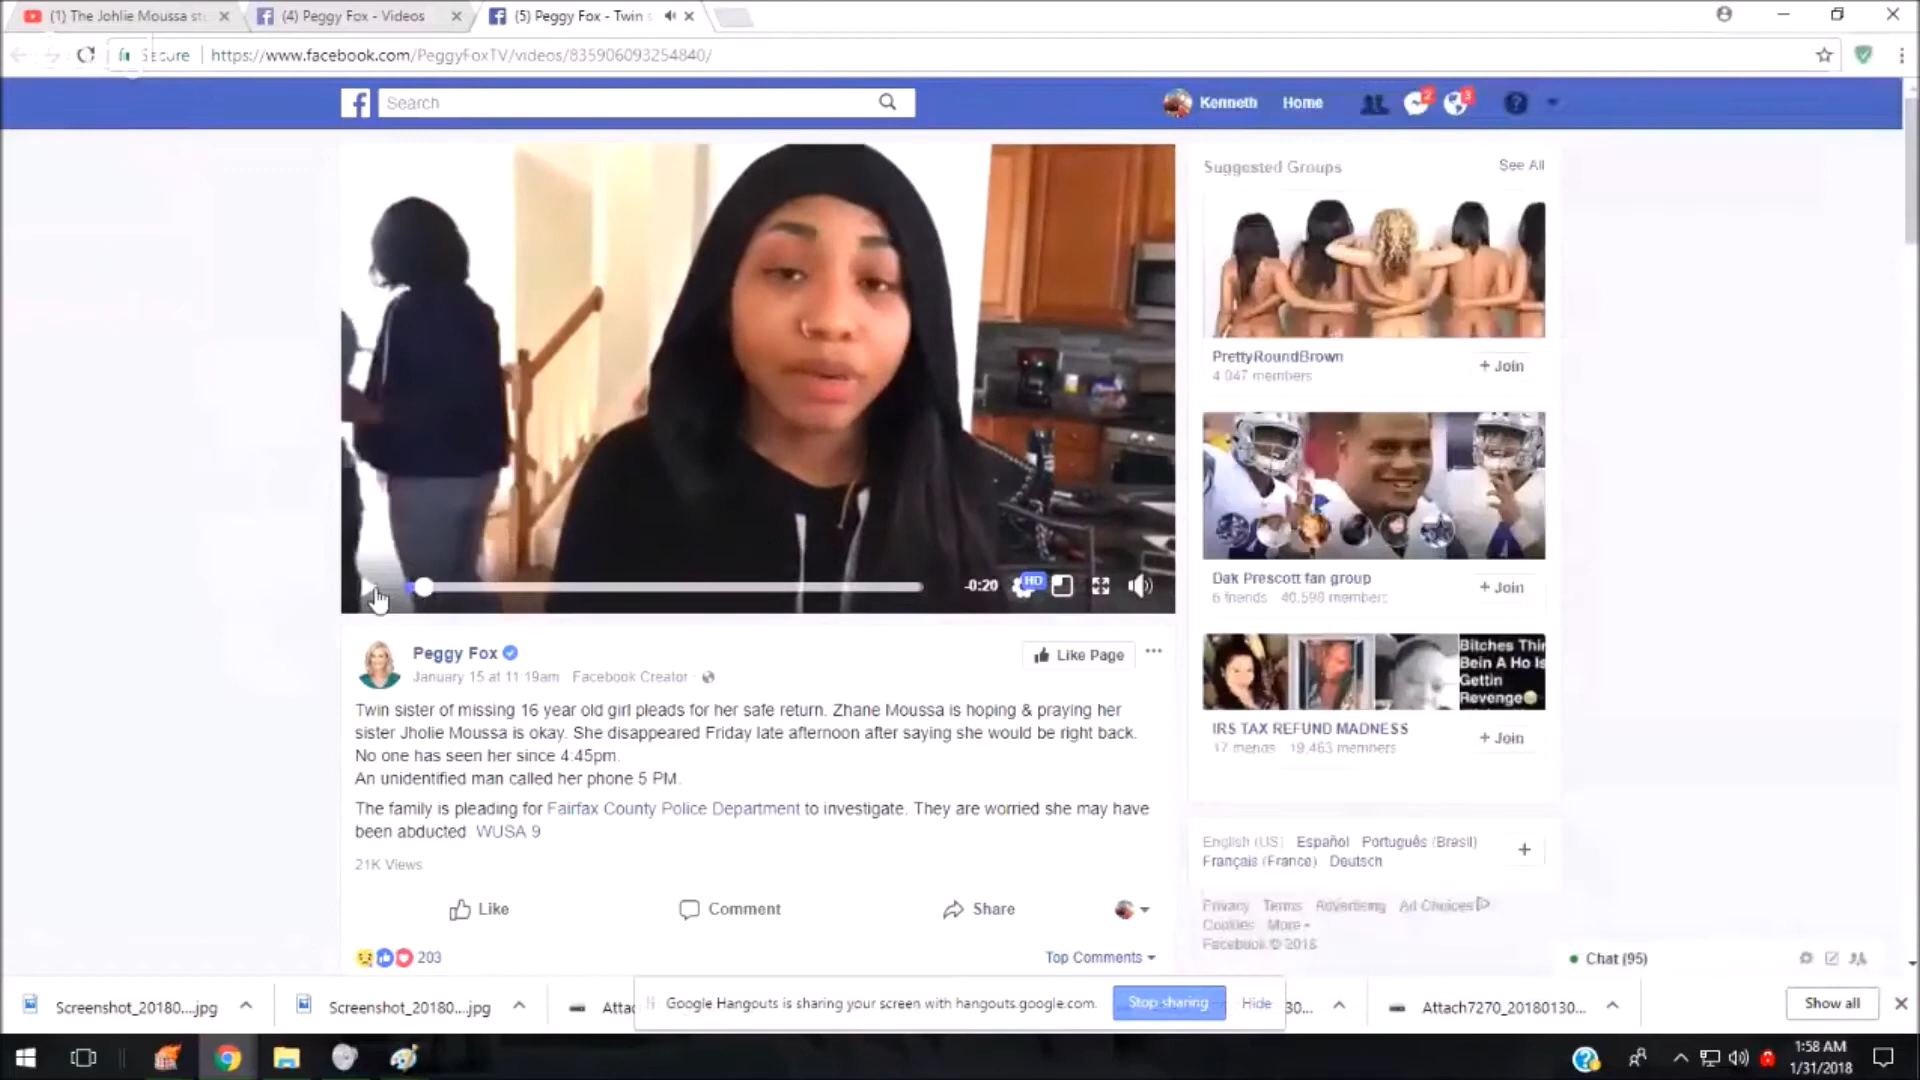 (1) The Johlie Moussa st
(4) Peggy Fox - Videos
(5) Peggy Fox - Twin s
Secure
https://www.facebook.com/PeggyFoxTV/videos/835906093254840/
Search
Kenneth
Home
2
3
Suggested Groups
See All
PrettyRoundBrown
4 047 members
+ Join
-0:20
HD
Dak Prescott fan group
6 friends 40,598 members
+ Join
Bitches Thin
Bein A Ho Is
Gettin
Revenge
IRS TAX REFUND MADNESS
19,463 members
+ Join
Peggy Fox
January 15 at 11:19am Facebook Creator
Like Page
Twin sister of missing 16 year old girl pleads for her safe return. Zhane Moussa is hoping & praying her
sister Jholie Moussa is okay. She disappeared Friday late afternoon after saying she would be right back.
No one has seen her since 4:45pm.
An unidentified man called her phone 5 PM.
The family is pleading for Fairfax County Police Department to investigate. They are worried she may have
been abducted WUSA 9
21K Views
Like
Comment
Share
203
Top Comments
English (US) Español Português (Brasil)
Français (France) Deutsch
Privacy Terms Advertising Ad Choices
Cookies More
Facebook © 2018
Chat (95)
Screenshot_20180....jpg
Screenshot_20180....jpg
Attac
Google Hangouts is sharing your screen with hangouts.google.com.
Stop sharing
Hide
30...
Attach7270_20180130...
Show all
1:58 AM
1/31/2018